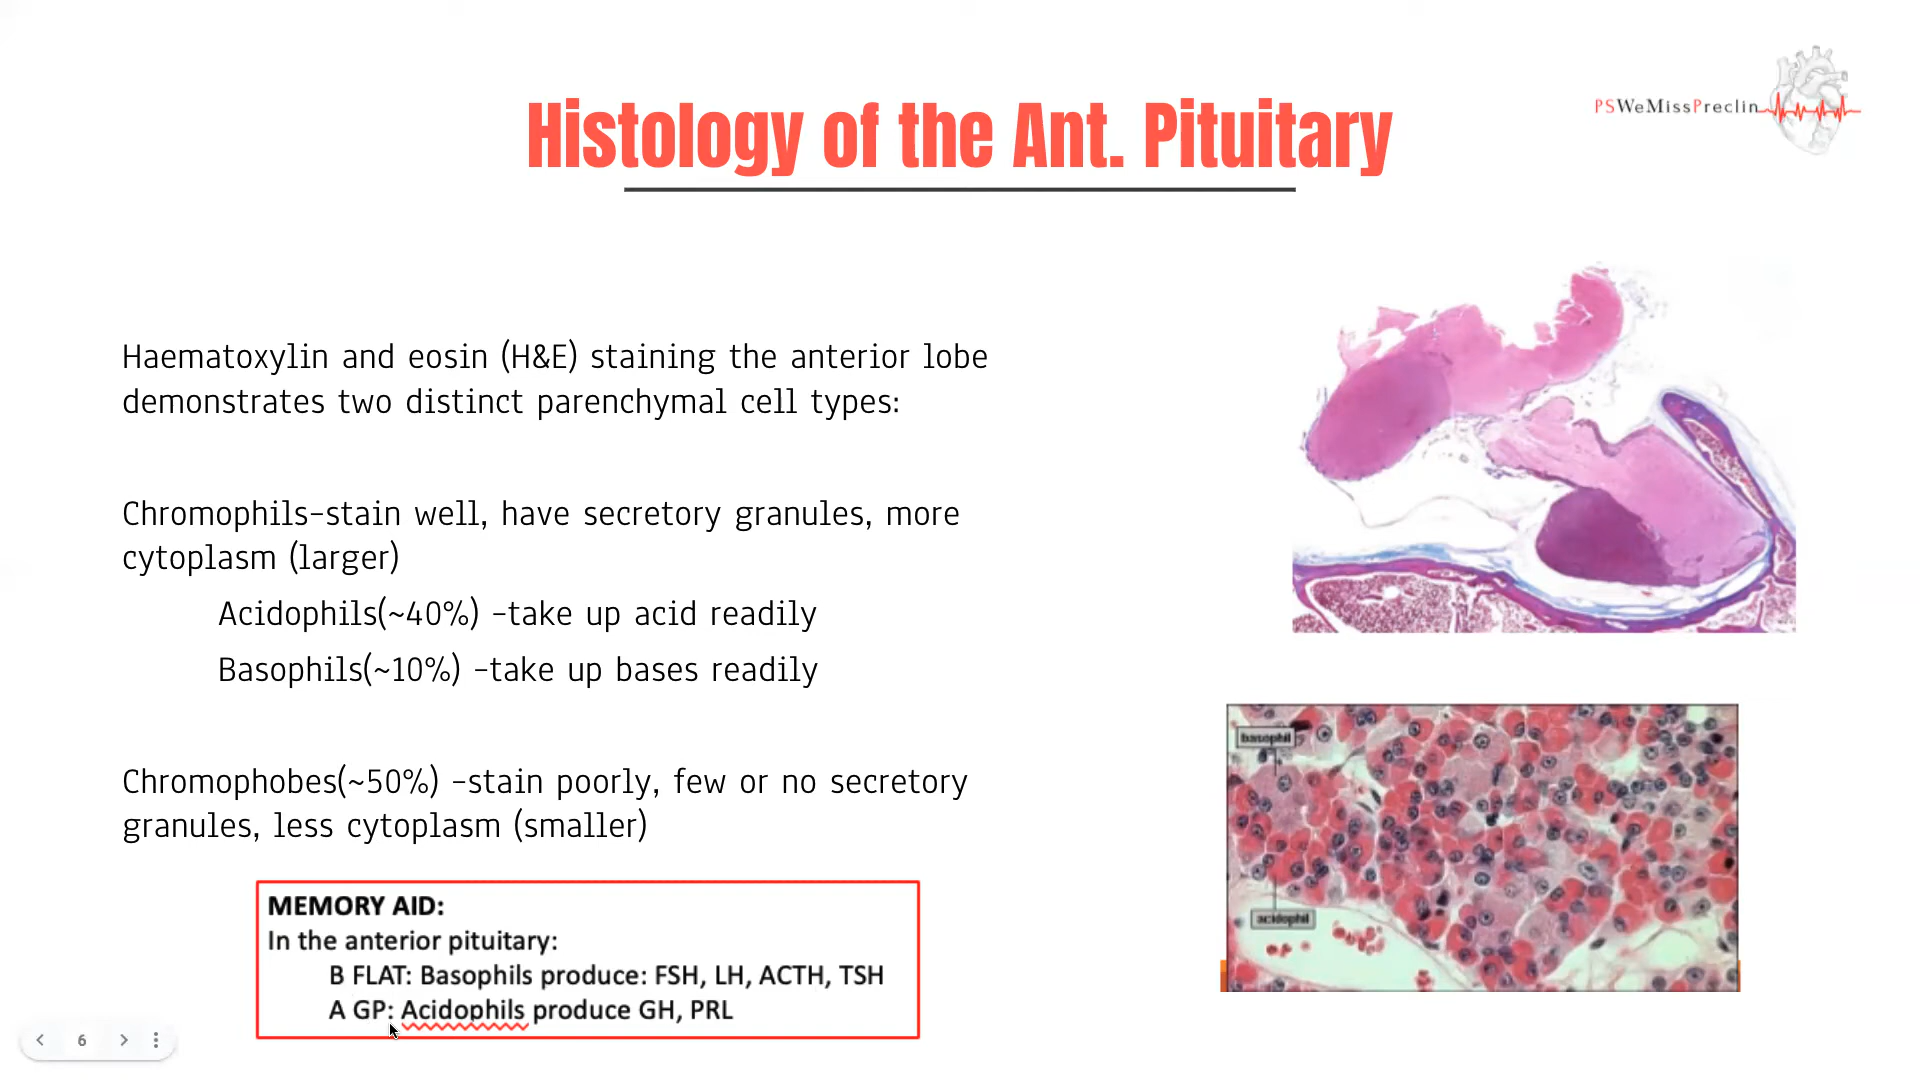 PSWeMissPreclin
Histology of the Ant. Pituitary
Haematoxylin and eosin (H&E) staining the anterior lobe
demonstrates two distinct parenchymal cell types:
Chromophils-stain well, have secretory granules, more
cytoplasm (larger)
Acidophils(~40%) -take up acid readily
Basophils(~10%) -take up bases readily
Chromophobes(~50%) -stain poorly, few or no secretory
granules, less cytoplasm (smaller)
MEMORY AID:
In the anterior pituitary:
B FLAT: Basophils produce: FSH, LH, ACTH, TSH
A GP: Acidophils produce GH, PRL
basophil
acidophil
6